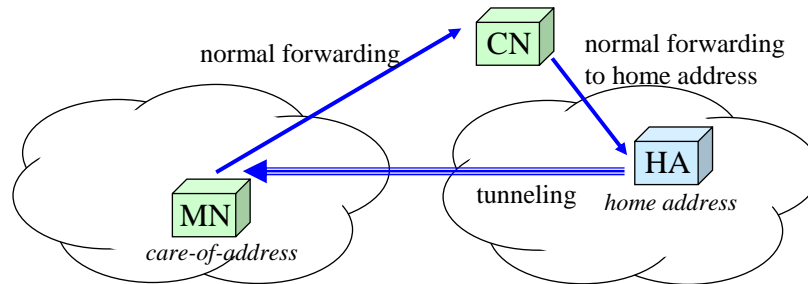 CN
normal forwarding
normal forwarding
to home address
HA
tunneling
home address
MN
care-of-address